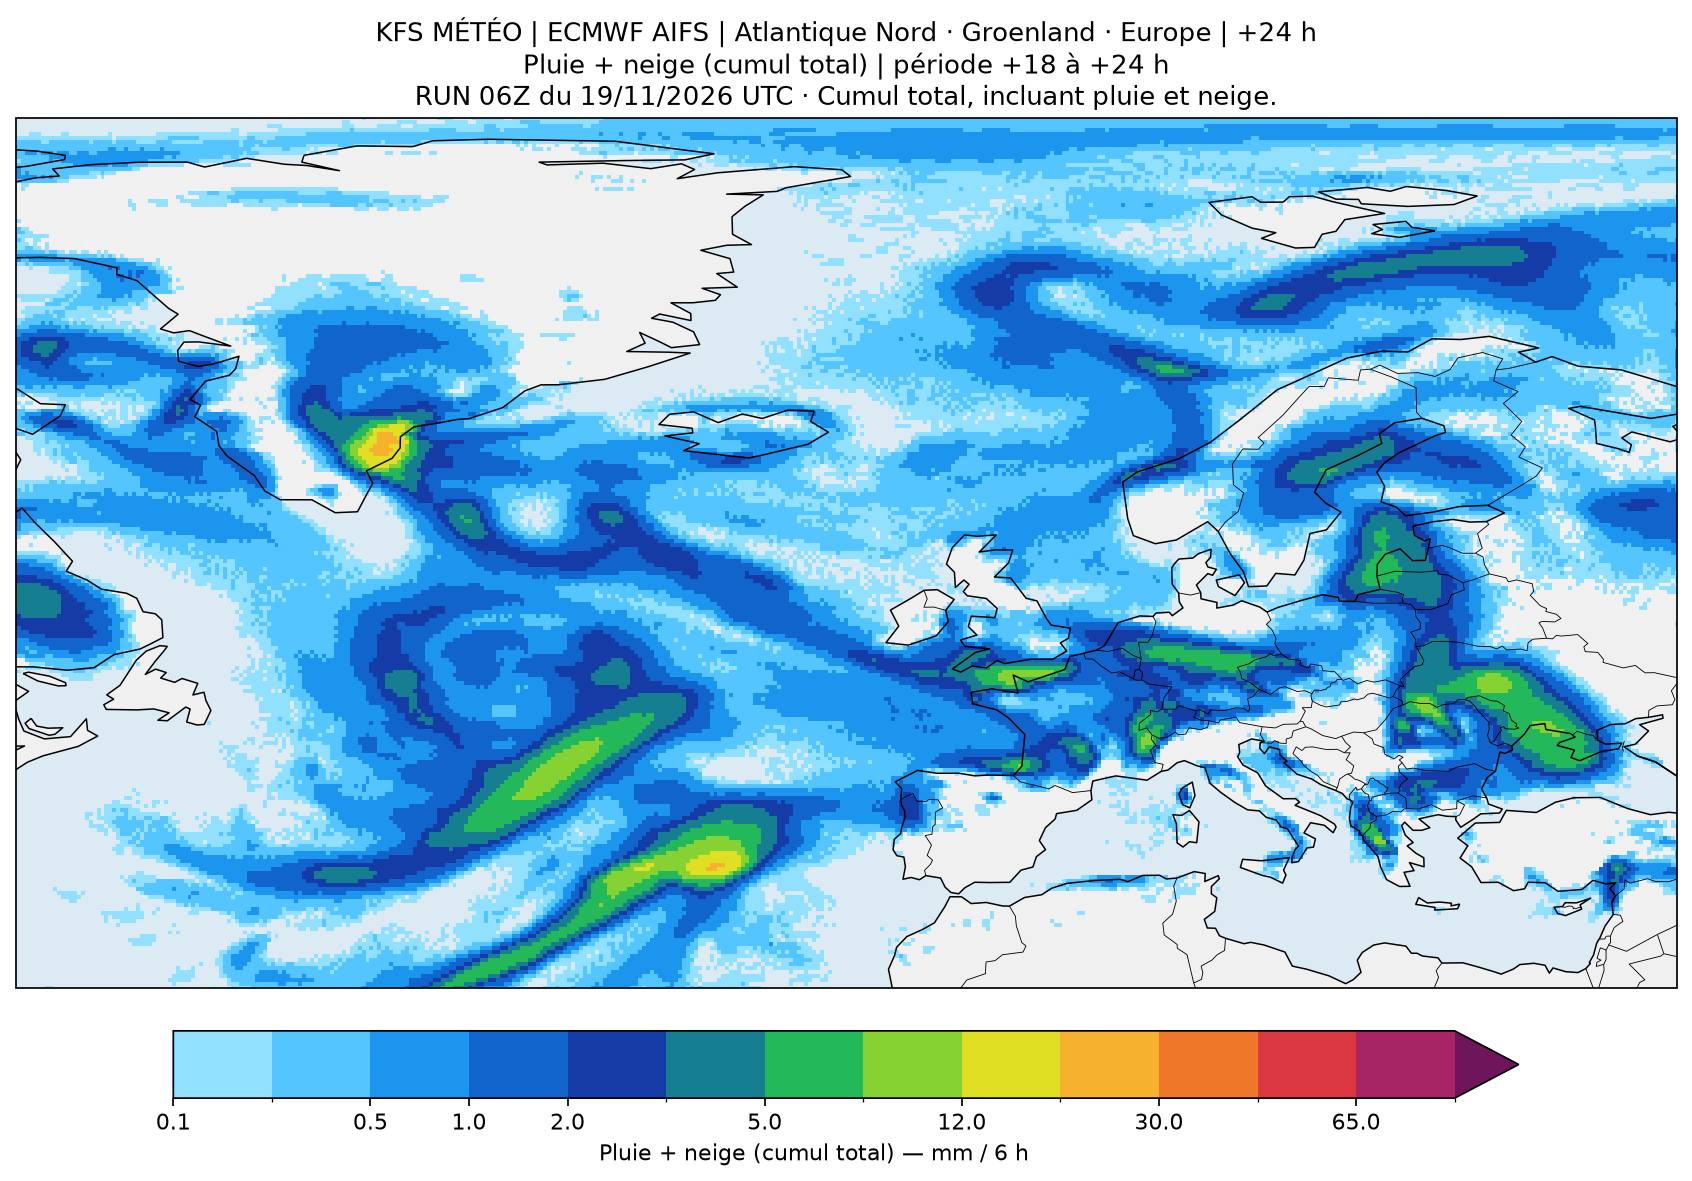 KFS MÉTÉO | ECMWF AIFS | Atlantique Nord · Groenland · Europe | +24 h
Pluie + neige (cumul total) | période +18 à +24 h
RUN 06Z du 19/11/2026 UTC · Cumul total, incluant pluie et neige.
0.1 0.5 1.0 2.0 5.0 12.0 30.0 65.0
Pluie + neige (cumul total) — mm / 6 h